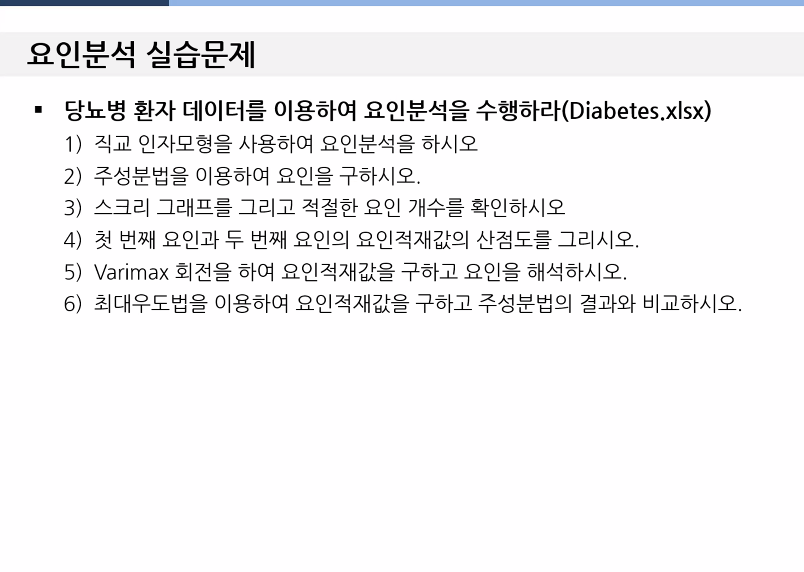 요인분석 실습문제
▪ 당뇨병 환자 데이터를 이용하여 요인분석을 수행하라(Diabetes.xlsx)
1) 직교 인자모형을 사용하여 요인분석을 하시오
2) 주성분법을 이용하여 요인을 구하시오.
3) 스크리 그래프를 그리고 적절한 요인 개수를 확인하시오
4) 첫 번째 요인과 두 번째 요인의 요인적재값의 산점도를 그리시오.
5) Varimax 회전을 하여 요인적재값을 구하고 요인을 해석하시오.
6) 최대우도법을 이용하여 요인적재값을 구하고 주성분법의 결과와 비교하시오.